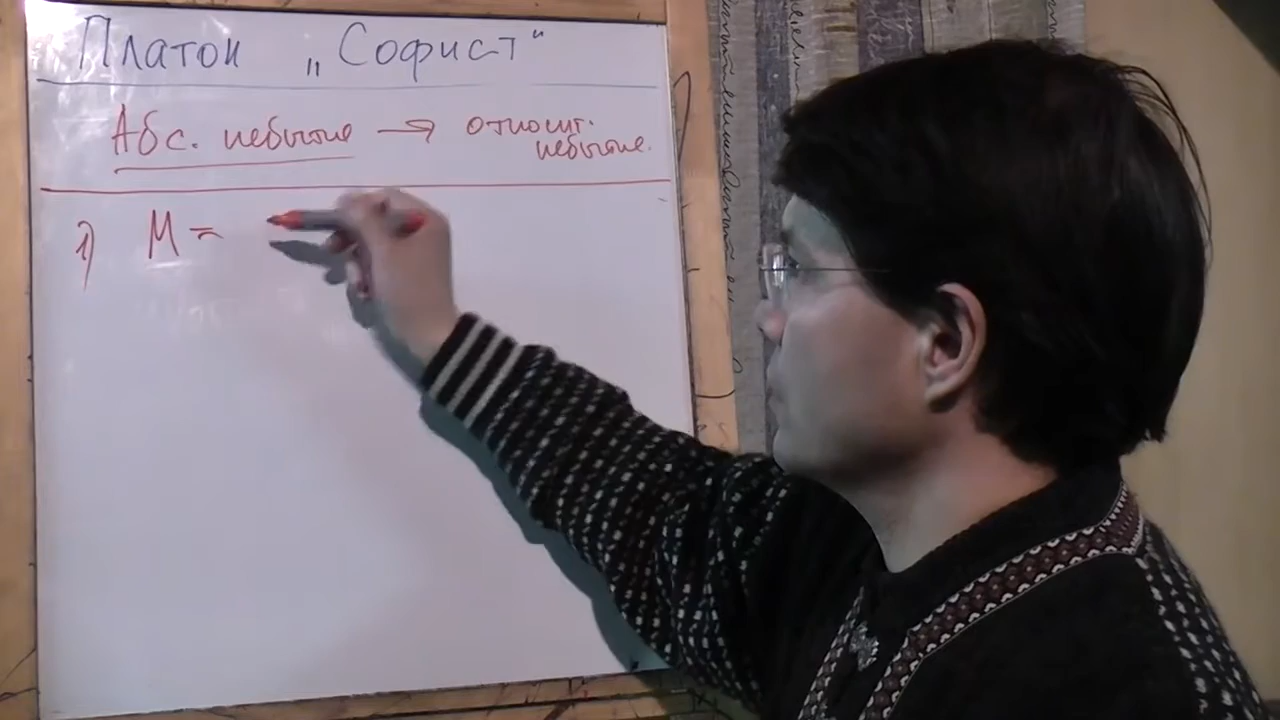 Платон „Софист“
Абс. небытие → относит.
небытие.
1) М =